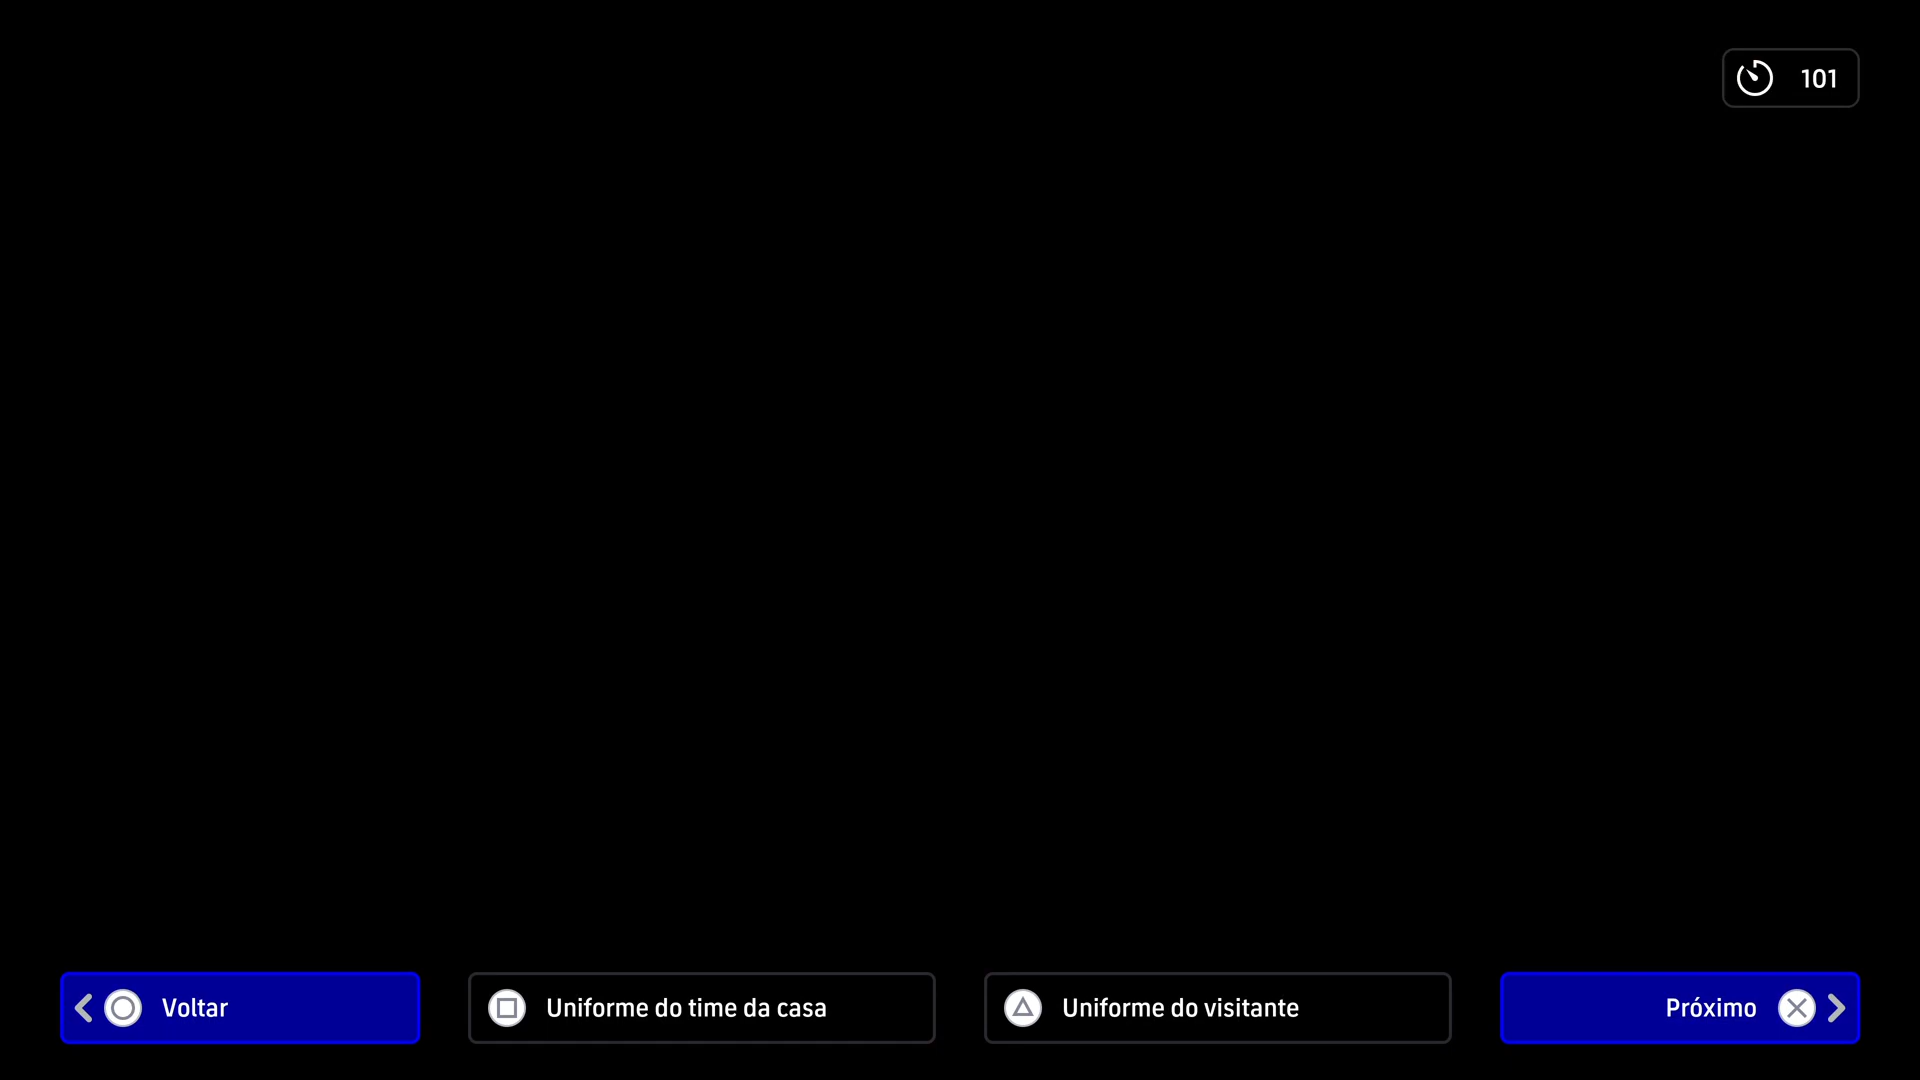 101
Voltar
Uniforme do time da casa
Uniforme do visitante
Próximo